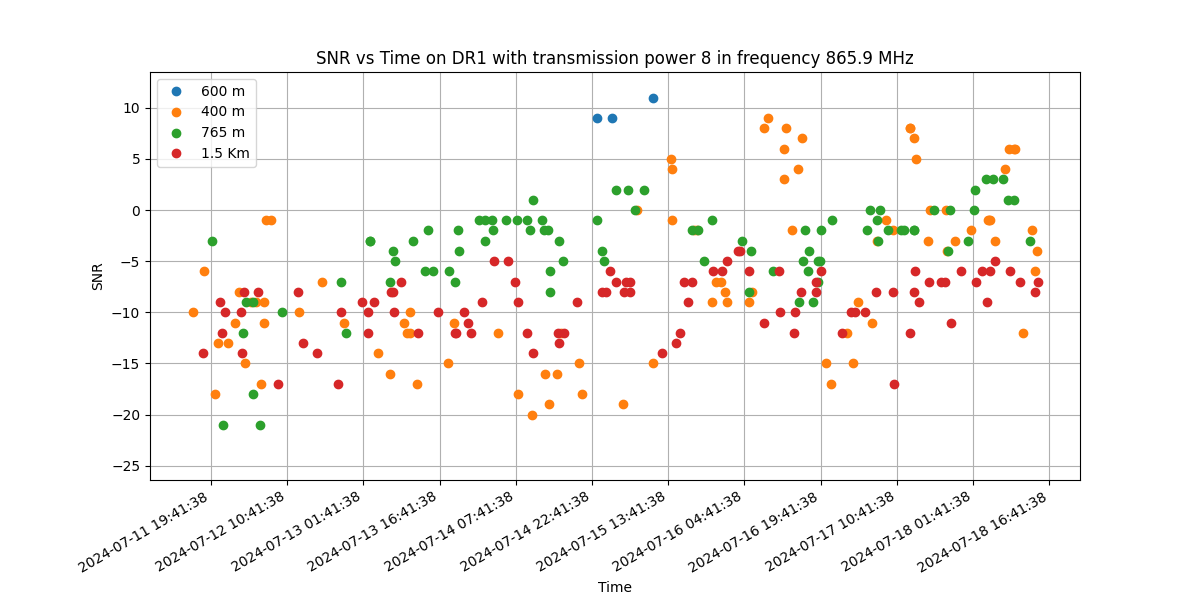 SNR vs Time on DR1 with transmission power 8 in frequency 865.9 MHz
600 m
400 m
765 m
1.5 Km
10
5
0
−5
−10
−15
−20
−25
SNR
2024-07-11 19:41:38
2024-07-12 10:41:38
2024-07-13 01:41:38
2024-07-13 16:41:38
2024-07-14 07:41:38
2024-07-14 22:41:38
2024-07-15 13:41:38
2024-07-16 04:41:38
2024-07-16 19:41:38
2024-07-17 10:41:38
2024-07-18 01:41:38
2024-07-18 16:41:38
Time